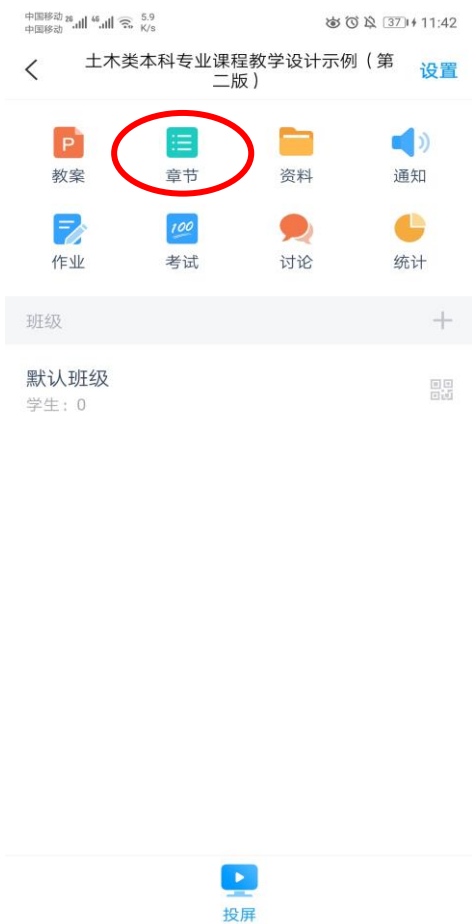 中国移动 26 46 5.9
中国移动 K/s 37 11:42
土木类本科专业课程教学设计示例（第
二版）
设置
P
教案 章节 资料 通知
100
作业 考试 讨论 统计
班级
默认班级
学生：0
投屏